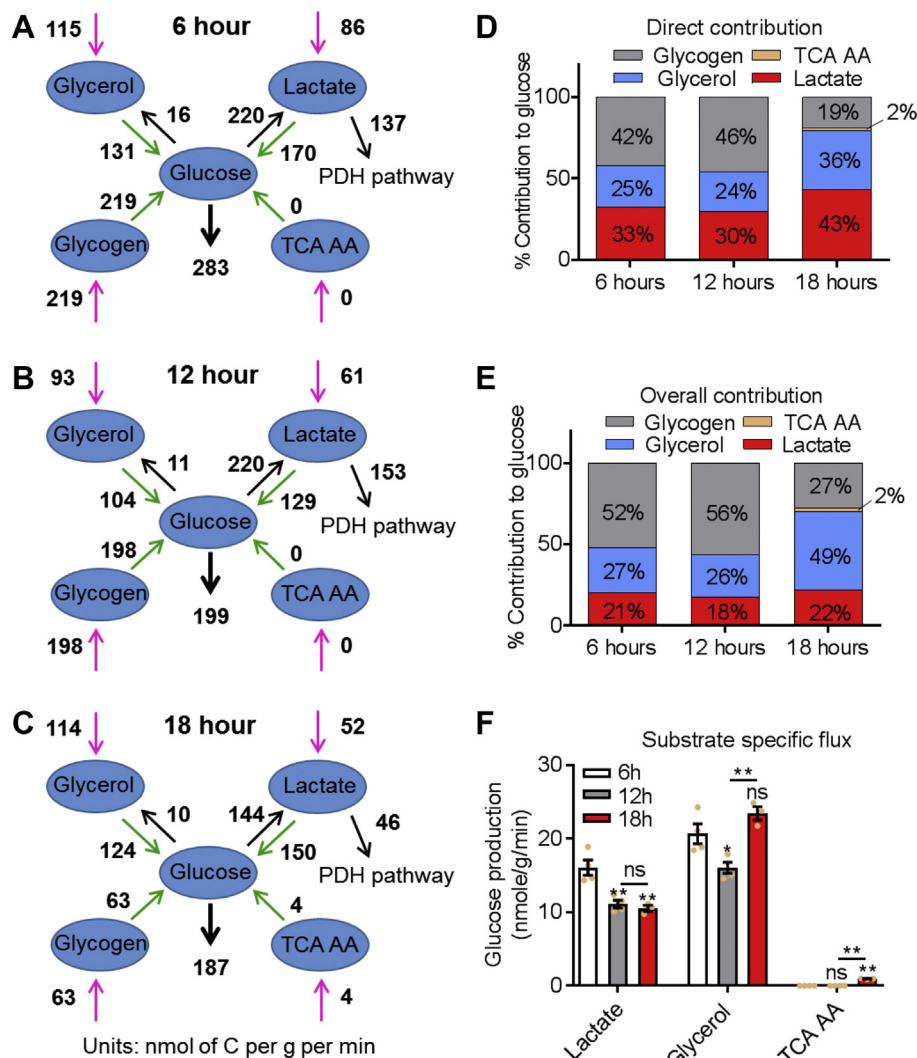 A
6 hour
115
86
Glycerol
Lactate
16
220
137
131
170
Glucose
PDH pathway
219
0
Glycogen
TCA AA
283
219
0
B
12 hour
93
61
Glycerol
Lactate
11
220
153
104
129
Glucose
PDH pathway
198
0
Glycogen
TCA AA
199
198
0
C
18 hour
114
52
Glycerol
Lactate
10
144
46
124
150
Glucose
PDH pathway
63
4
Glycogen
TCA AA
187
63
4
Units: nmol of C per g per min
D
Direct contribution
Glycogen TCA AA
Glycerol Lactate
% Contribution to glucose
100
50
0
42%
46%
19%
2%
25%
24%
36%
33%
30%
43%
6 hours 12 hours 18 hours
E
Overall contribution
Glycogen TCA AA
Glycerol Lactate
% Contribution to glucose
100
50
0
52%
56%
27%
2%
27%
26%
49%
21%
18%
22%
6 hours 12 hours 18 hours
F
Substrate specific flux
Glucose production
(nmole/g/min)
30
20
10
0
6h
12h
18h
**
ns
ns
*
ns
** **
**
ns **
Lactate
Glycerol
TCA AA